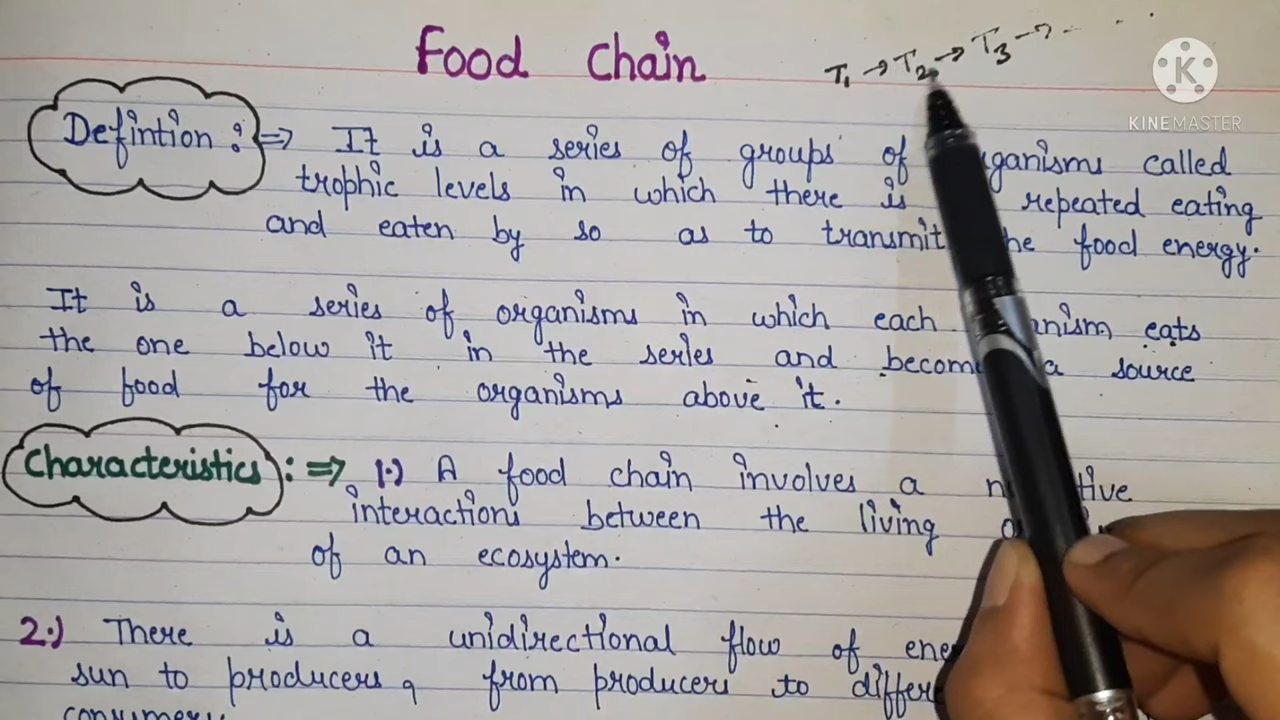 Food Chain
T1 → T2 → T3 →
KINEMASTER
Defintion : ⇒ It is a series of groups of organisms called
trophic levels in which there is repeated eating
and eaten by so as to transmit the food energy.
It is a series of organisms in which each organism eats
the one below it in the series and become a source
of food for the organisms above it.
Characteristics : ⇒ 1.) A food chain involves a
interactions between the living
of an ecosystem.
2.) There is a unidirectional flow of
sun to producers, from producers to
consumers